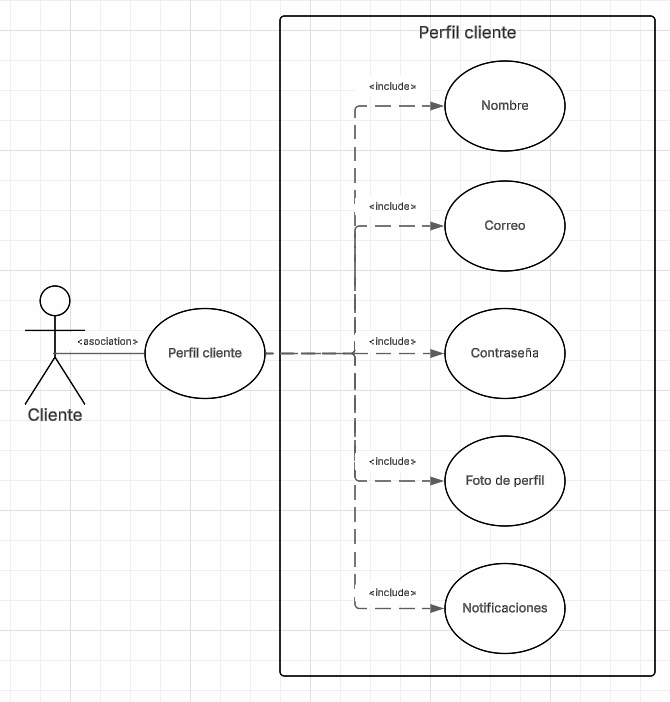 Perfil cliente
<include>
Nombre
<include>
Correo
<asociation>
Perfil cliente
<include>
Contraseña
Cliente
<include>
Foto de perfil
<include>
Notificaciones